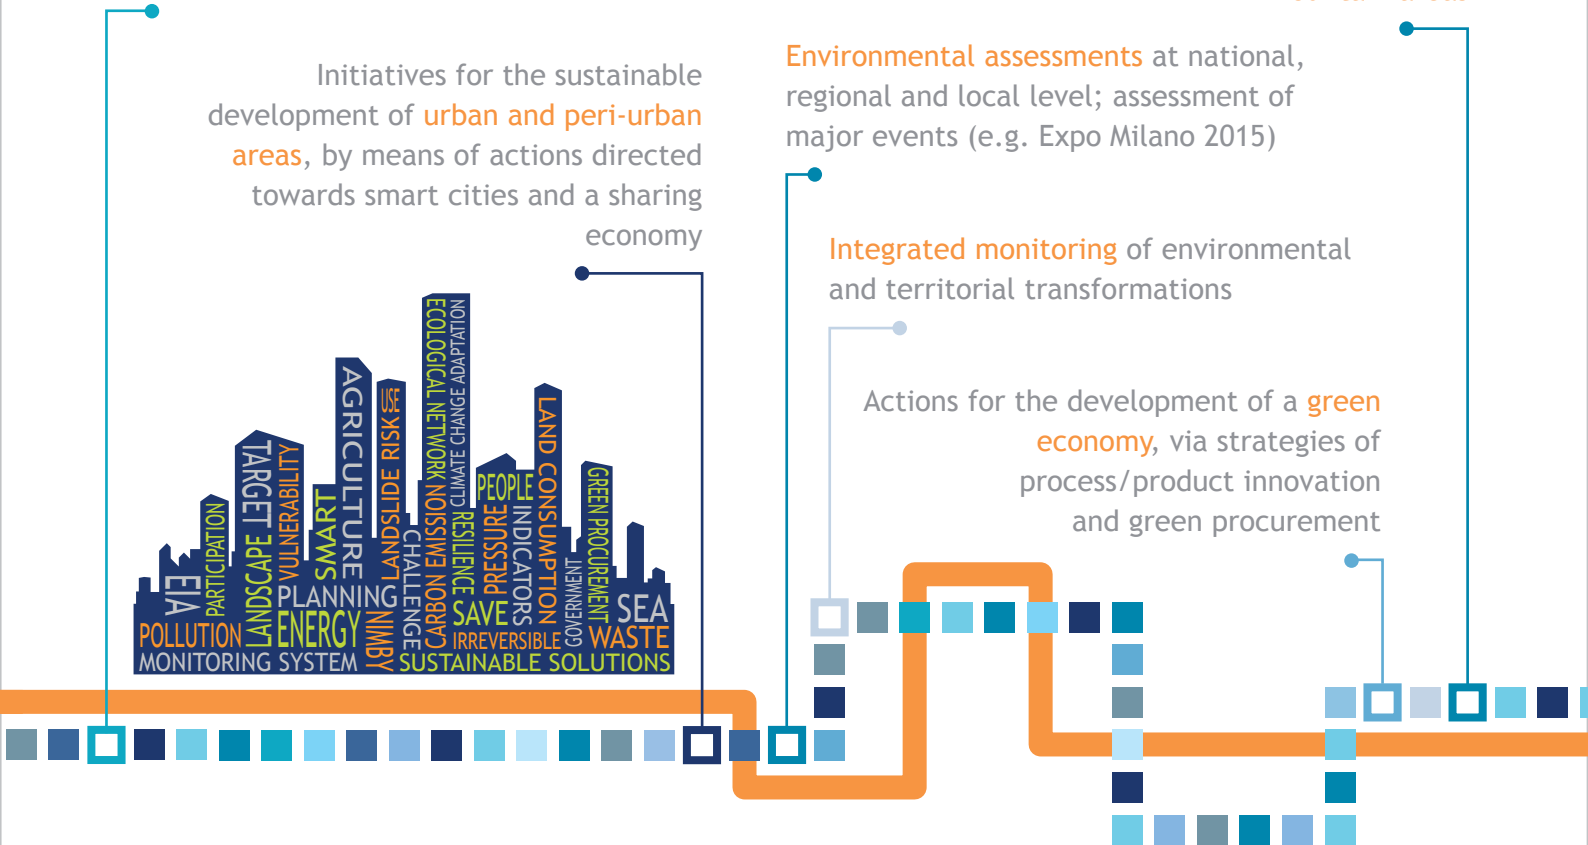 Initiatives for the sustainable
development of urban and peri-urban
areas, by means of actions directed
towards smart cities and a sharing
economy
Environmental assessments at national,
regional and local level; assessment of
major events (e.g. Expo Milano 2015)
Integrated monitoring of environmental
and territorial transformations
Actions for the development of a green
economy, via strategies of
process/product innovation
and green procurement
EIA
PARTICIPATION
LANDSCAPE
TARGET
VULNERABILITY
SMART
AGRICULTURE
LANDSLIDE RISK
USE
CHALLENGE
ECOLOGICAL NETWORK
CARBON EMISSION
CLIMATE CHANGE ADAPTATION
RESILIENCE
PEOPLE
PRESSURE
INDICATORS
LAND CONSUMPTION
GOVERNMENT
GREEN PROCUREMENT
SEA
PLANNING
SAVE
POLLUTION
ENERGY
NIMBY
IRREVERSIBLE
WASTE
MONITORING SYSTEM
SUSTAINABLE SOLUTIONS